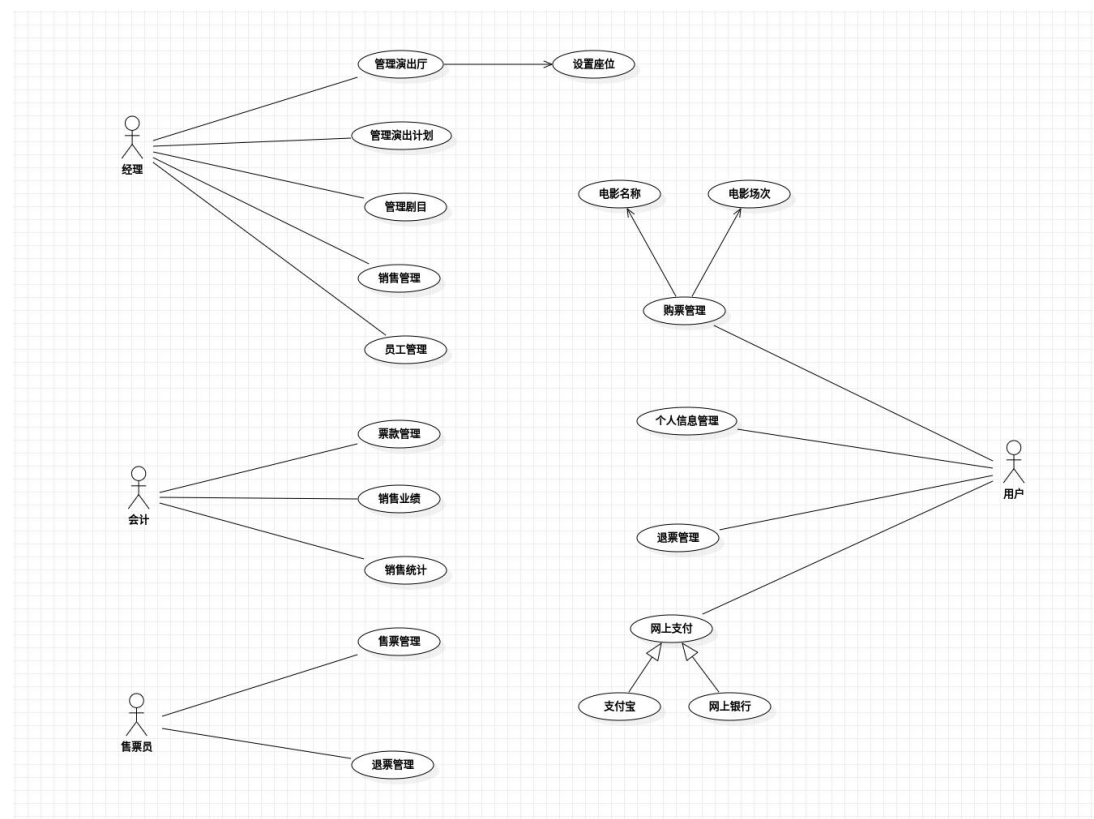 管理演出厅
设置座位
管理演出计划
经理
管理剧目
销售管理
员工管理
电影名称
电影场次
购票管理
个人信息管理
用户
退票管理
网上支付
支付宝
网上银行
票款管理
会计
销售业绩
销售统计
售票管理
售票员
退票管理